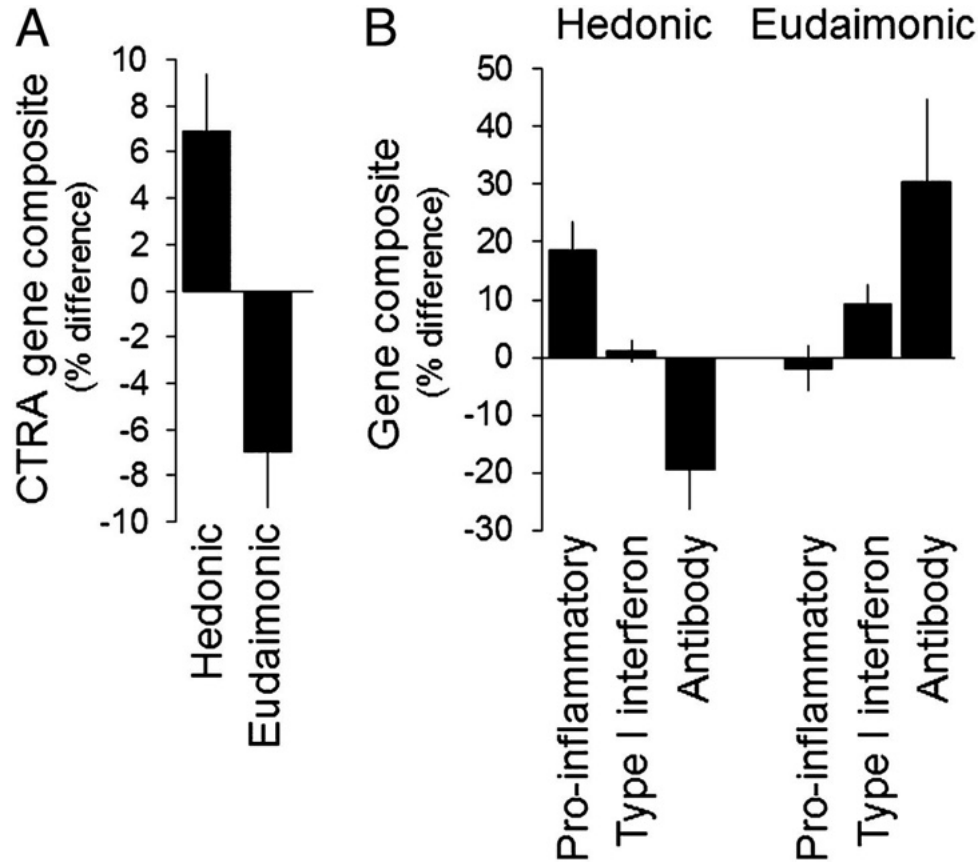 A
CTRA gene composite
(% difference)
10
8
6
4
2
0
-2
-4
-6
-8
-10
Hedonic
Eudaimonic
B
Hedonic Eudaimonic
Gene composite
(% difference)
50
40
30
20
10
0
-10
-20
-30
Pro-inflammatory
Type I interferon
Antibody
Pro-inflammatory
Type I interferon
Antibody